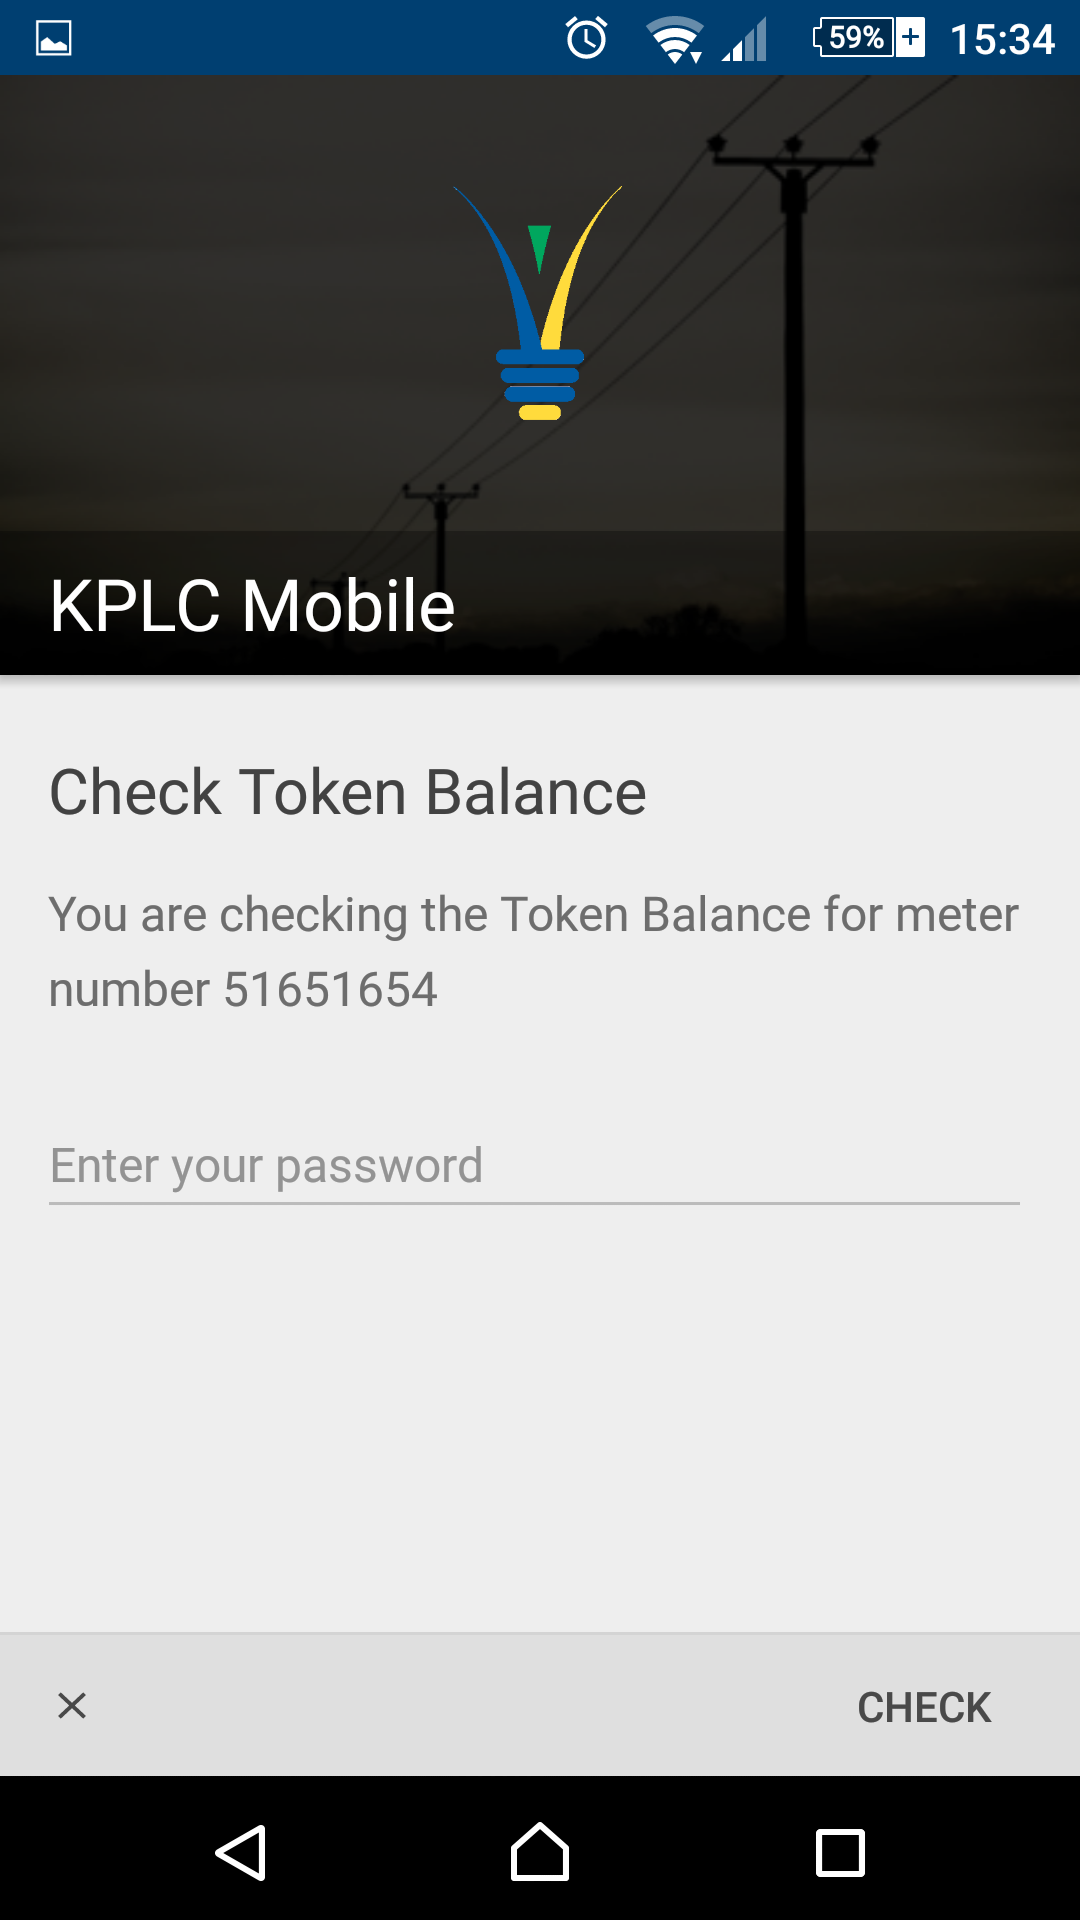 59%
15:34
KPLC Mobile
Check Token Balance
You are checking the Token Balance for meter
number 51651654
Enter your password
CHECK